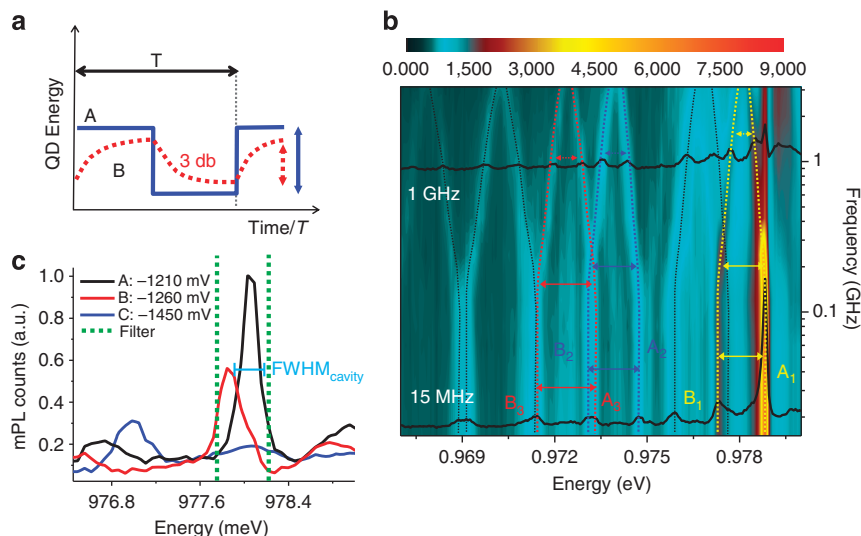 a
QD Energy
T
A
B
3 db
Time/T
b
0.000 1,500 3,000 4,500 6,000 7,500 9,000
1 GHz
15 MHz
B3
B2
A3
A2
B1
A1
1
0.1
Frequency (GHz)
0.969 0.972 0.975 0.978
Energy (eV)
c
A: −1210 mV
B: −1260 mV
C: −1450 mV
Filter
FWHMcavity
1.0
0.8
0.6
0.4
0.2
mPL counts (a.u.)
976.8 977.6 978.4
Energy (meV)